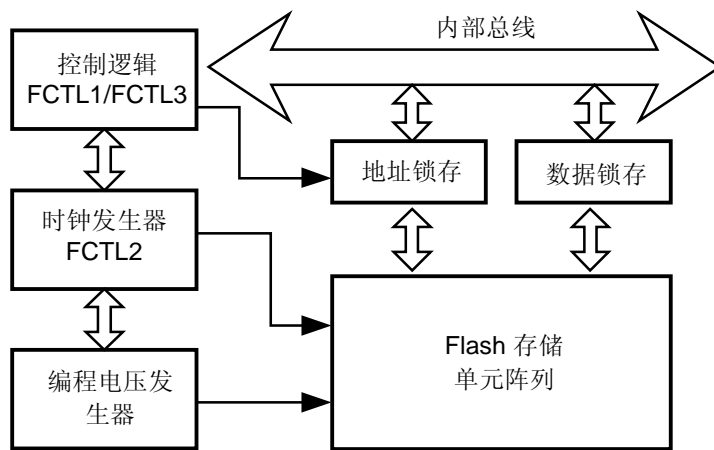 内部总线
控制逻辑
FCTL1/FCTL3
地址锁存
数据锁存
时钟发生器
FCTL2
Flash 存储
单元阵列
编程电压发
生器